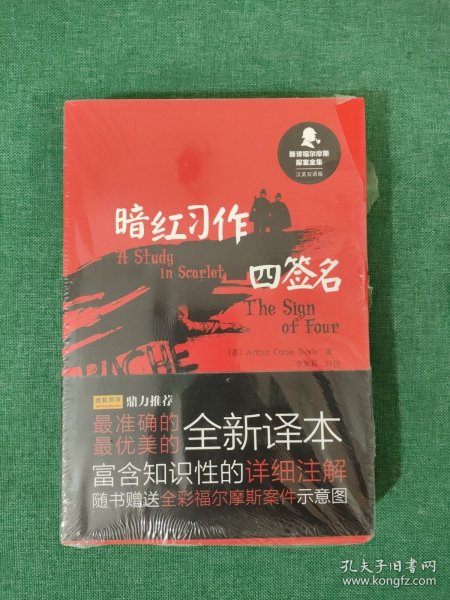 新译福尔摩斯
探案全集
汉英双语版
暗红习作
A Study
in Scarlet
四签名
The Sign
of Four
(英) Arthur Conan Doyle 著
鼎力推荐
最准确的
最优美的
全新译本
富含知识性的详细注解
随书赠送全彩福尔摩斯案件示意图
孔夫子旧书网
www.kongfz.com